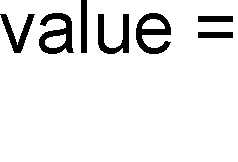 value =